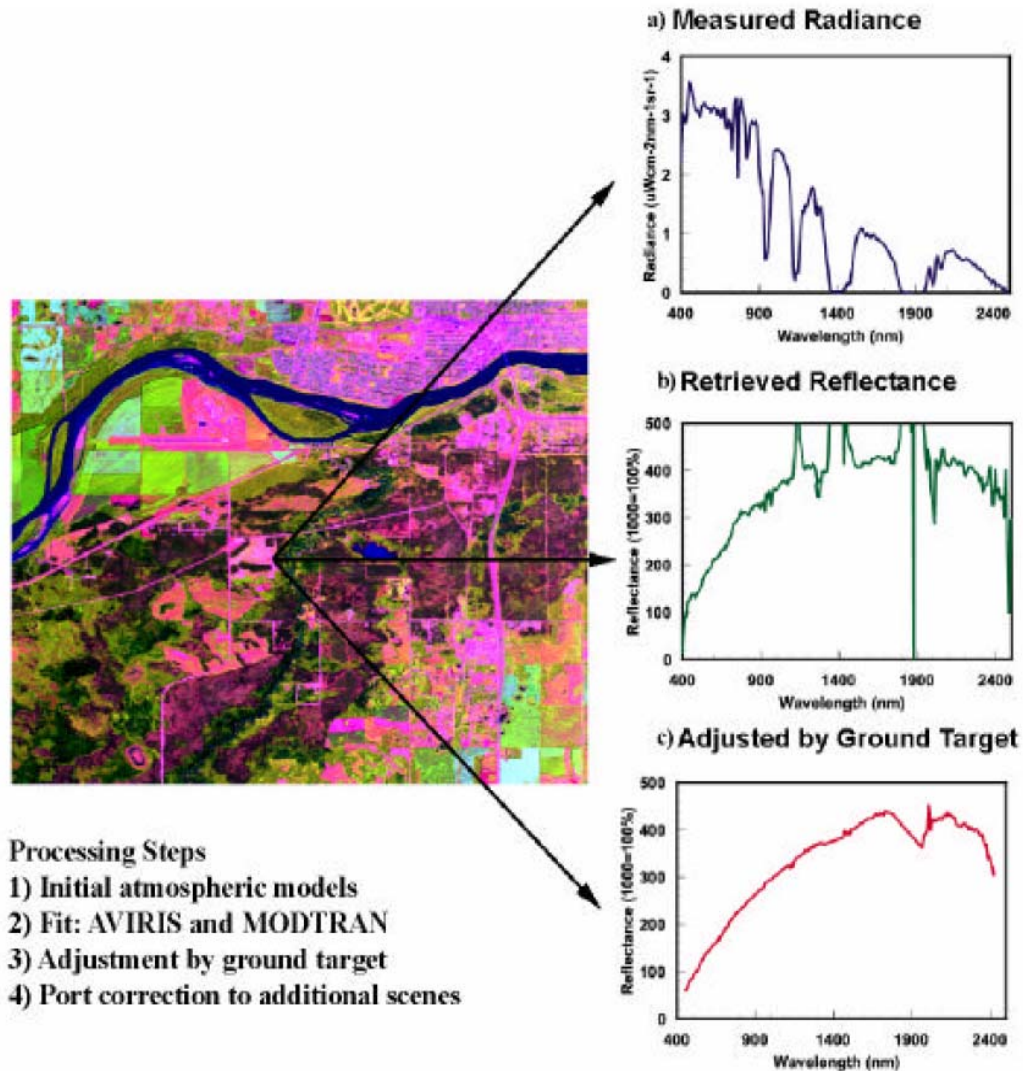 a) Measured Radiance
4
3
2
1
0
Radiance (uWcm-2nm-1sr-1)
400 900 1400 1900 2400
Wavelength (nm)
b) Retrieved Reflectance
500
400
300
200
100
0
Reflectance (1000=100%)
400 900 1400 1900 2400
Wavelength (nm)
c) Adjusted by Ground Target
500
400
300
200
100
0
Reflectance (1000=100%)
400 900 1400 1900 2400
Wavelength (nm)
Processing Steps
1) Initial atmospheric models
2) Fit: AVIRIS and MODTRAN
3) Adjustment by ground target
4) Port correction to additional scenes